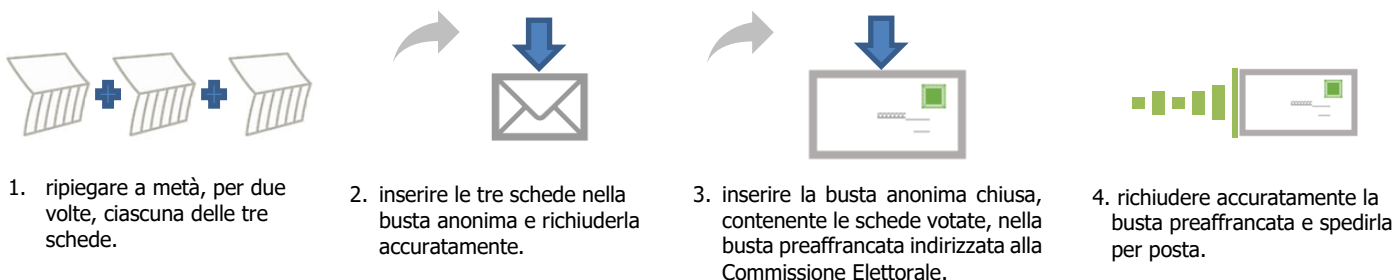 1. ripiegare a metà, per due
volte, ciascuna delle tre
schede.
2. inserire le tre schede nella
busta anonima e richiuderla
accuratamente.
3. inserire la busta anonima chiusa,
contenente le schede votate, nella
busta preaffrancata indirizzata alla
Commissione Elettorale.
4. richiudere accuratamente la
busta preaffrancata e spedirla
per posta.